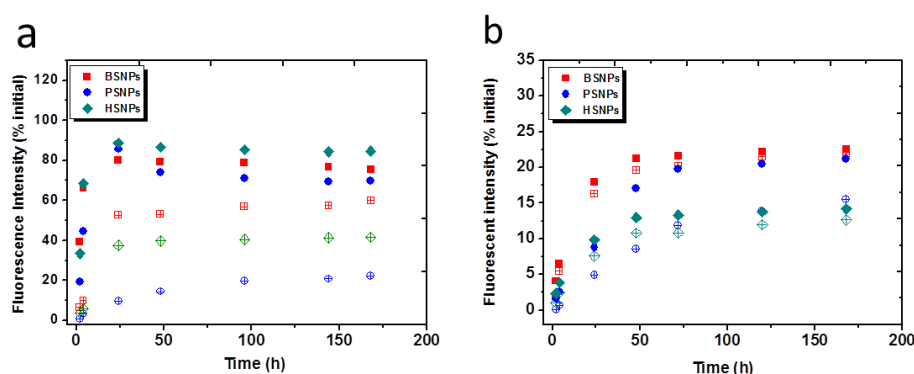 a
b
Fluorescence Intensity (% initial)
120
100
80
60
40
20
0
BSNPs
PSNPs
HSNPs
0
50
100
150
200
Time (h)
Fluorescent intensity (% initial)
35
30
25
20
15
10
5
0
BSNPs
PSNPs
HSNPs
0
50
100
150
200
Time (h)